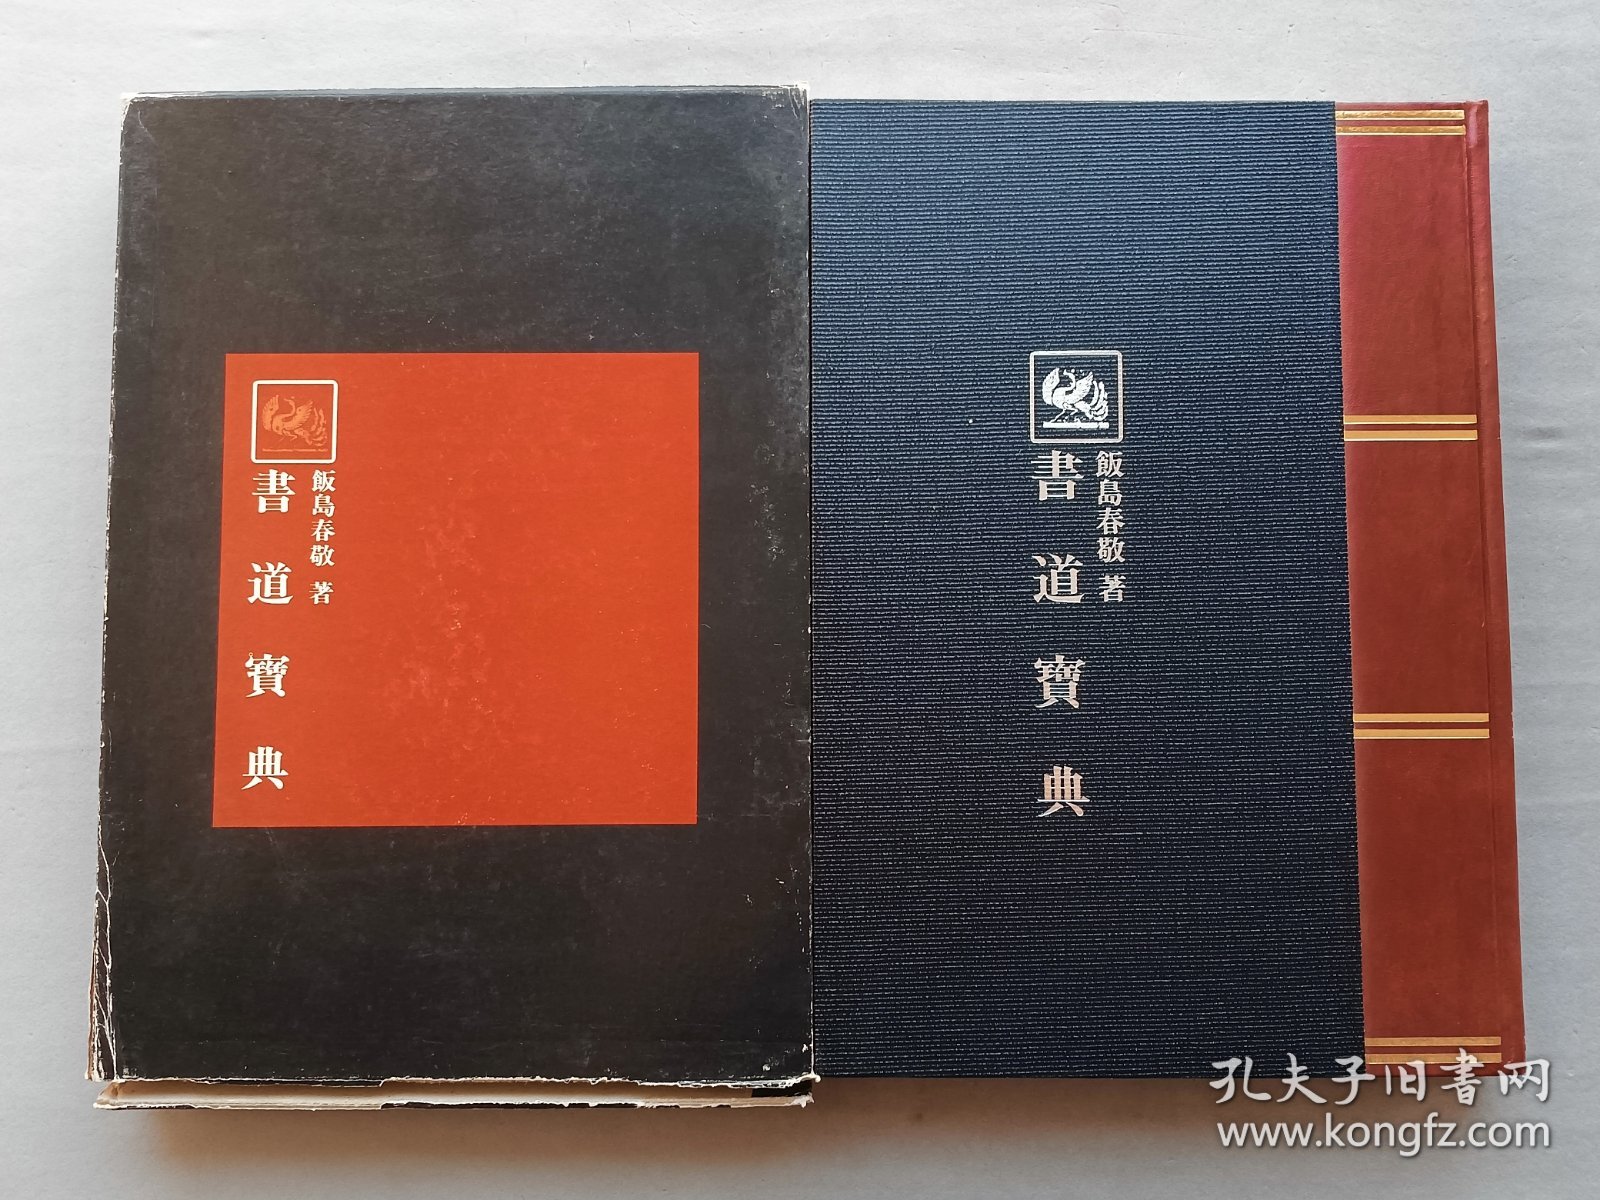 飯島春敬 著
書道寶典
飯島春敬 著
書道寶典
孔夫子旧书网
www.kongfz.com